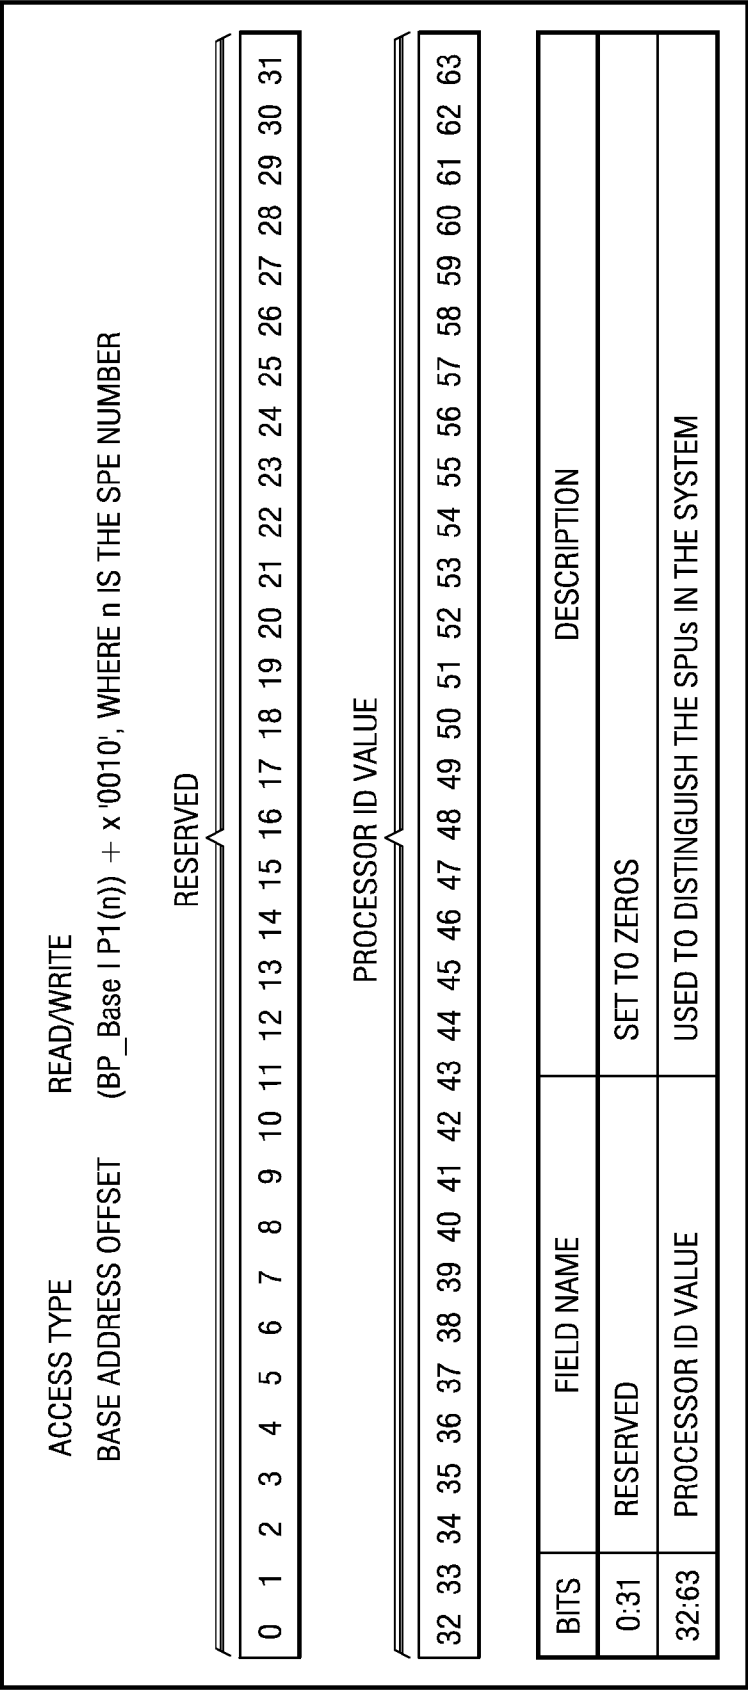 ACCESS TYPE READ/WRITE
BASE ADDRESS OFFSET (BP_Base | P1(n)) + x '0010', WHERE n IS THE SPE NUMBER
RESERVED
0 1 2 3 4 5 6 7 8 9 10 11 12 13 14 15 16 17 18 19 20 21 22 23 24 25 26 27 28 29 30 31
PROCESSOR ID VALUE
32 33 34 35 36 37 38 39 40 41 42 43 44 45 46 47 48 49 50 51 52 53 54 55 56 57 58 59 60 61 62 63
BITS FIELD NAME DESCRIPTION
0:31 RESERVED SET TO ZEROS
32:63 PROCESSOR ID VALUE USED TO DISTINGUISH THE SPUs IN THE SYSTEM